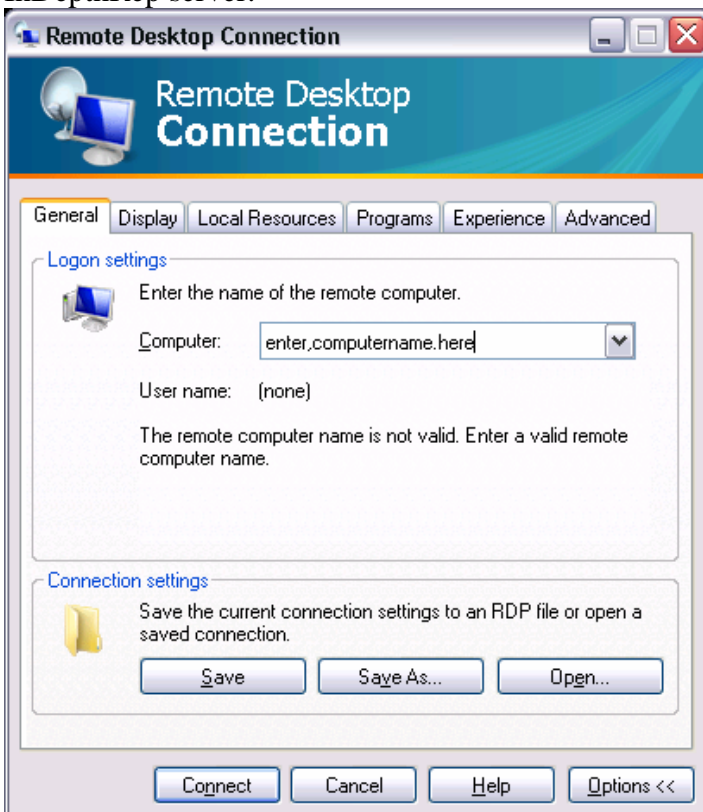 Remote Desktop Connection
Remote Desktop
Connection
General Display Local Resources Programs Experience Advanced
Logon settings
Enter the name of the remote computer.
Computer: enter,computername.here
User name: (none)
The remote computer name is not valid. Enter a valid remote
computer name.
Connection settings
Save the current connection settings to an RDP file or open a
saved connection.
Save Save As... Open...
Connect Cancel Help Options <<